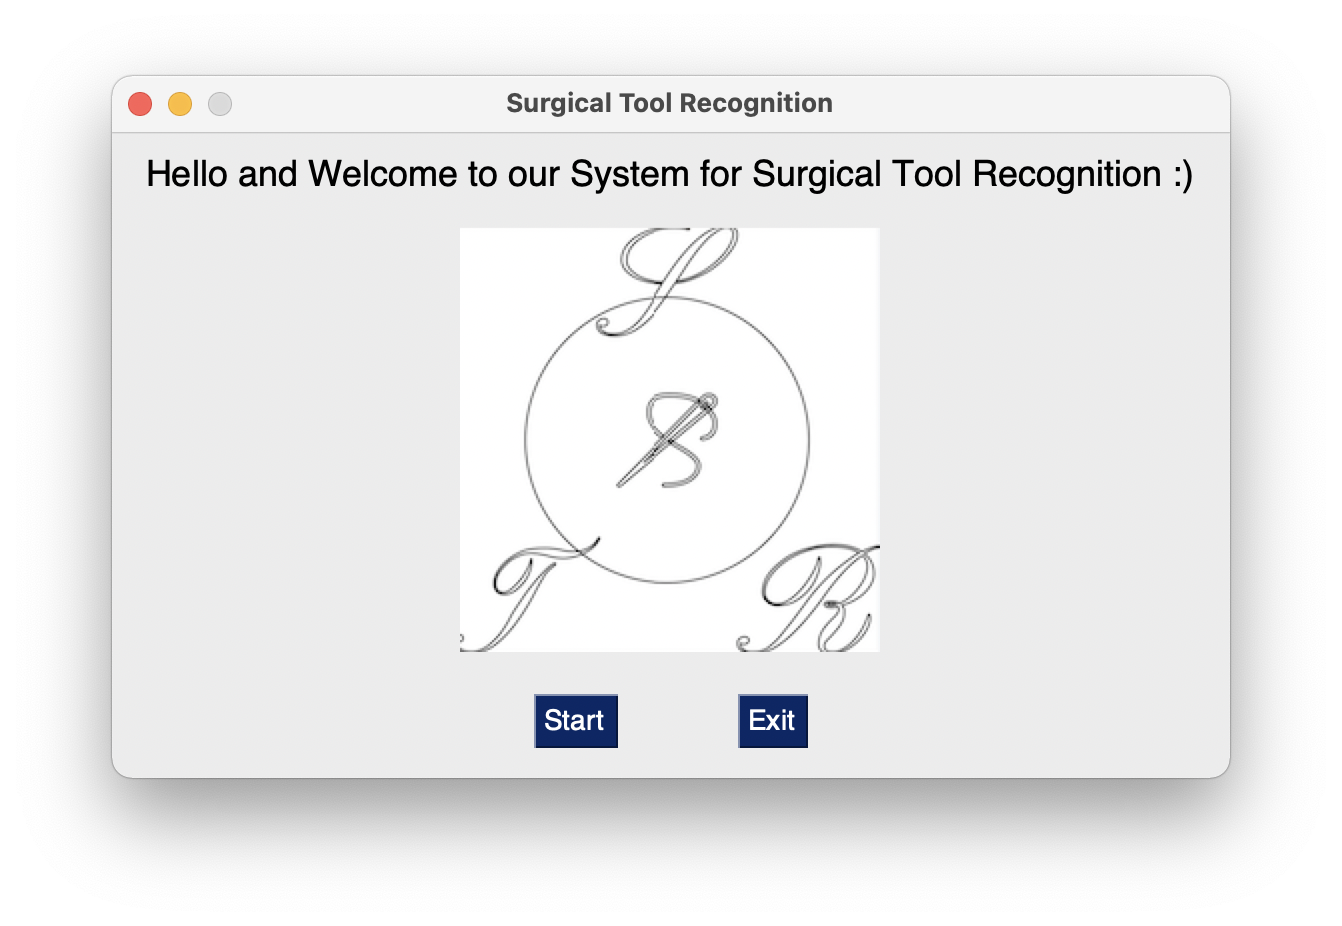 Surgical Tool Recognition
Hello and Welcome to our System for Surgical Tool Recognition :)
S
S
T
R
Start
Exit